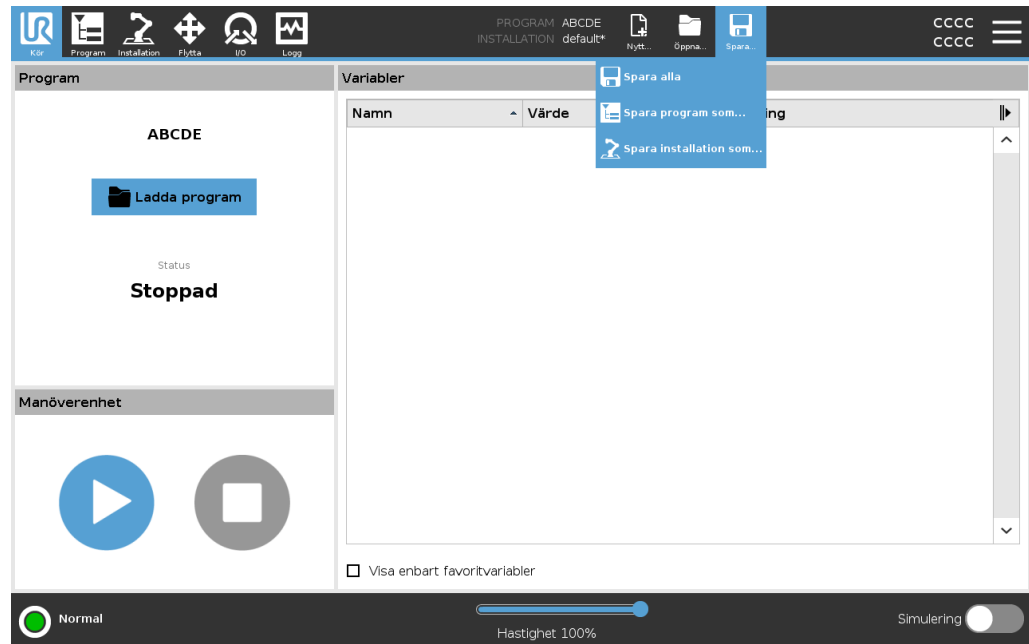 UR
Kör
Program
Installation
Flytta
I/O
Logg
PROGRAM ABCDE
INSTALLATION default*
Nytt...
Öppna...
Spara...
cccc
cccc
Program
Variabler
Spara alla
Spara program som...
Spara installation som...
Namn
Värde
ing
ABCDE
Ladda program
Status
Stoppad
Manöverenhet
Visa enbart favoritvariabler
Normal
Hastighet 100%
Simulering